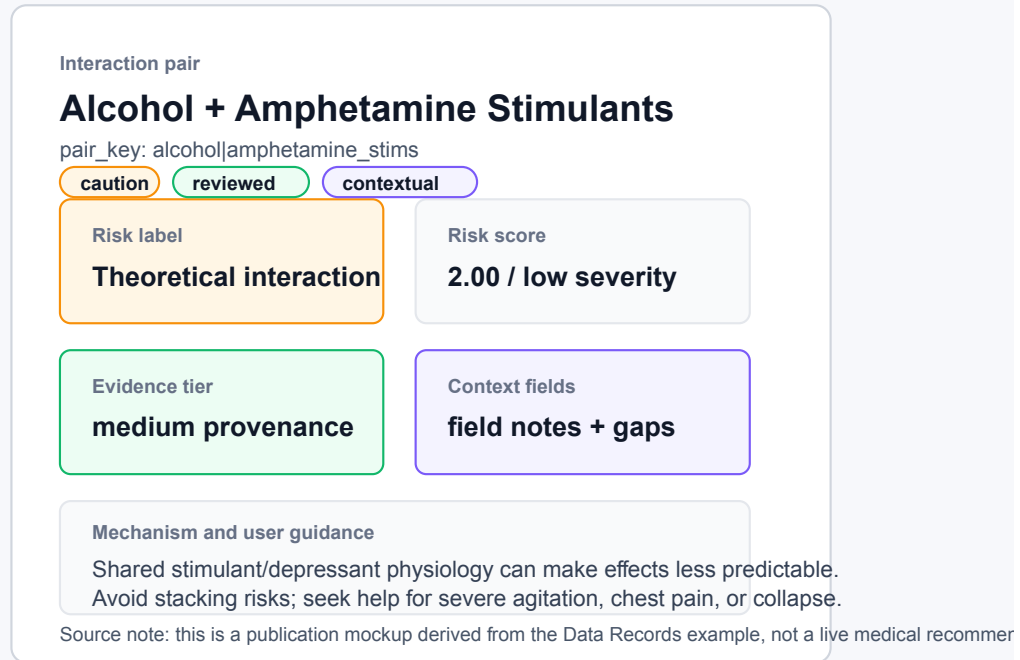 Interaction pair
Alcohol + Amphetamine Stimulants
pair_key: alcohol|amphetamine_stims
caution reviewed contextual
Risk label
Theoretical interaction
Risk score
2.00 / low severity
Evidence tier
medium provenance
Context fields
field notes + gaps
Mechanism and user guidance
Shared stimulant/depressant physiology can make effects less predictable.
Avoid stacking risks; seek help for severe agitation, chest pain, or collapse.
Source note: this is a publication mockup derived from the Data Records example, not a live medical